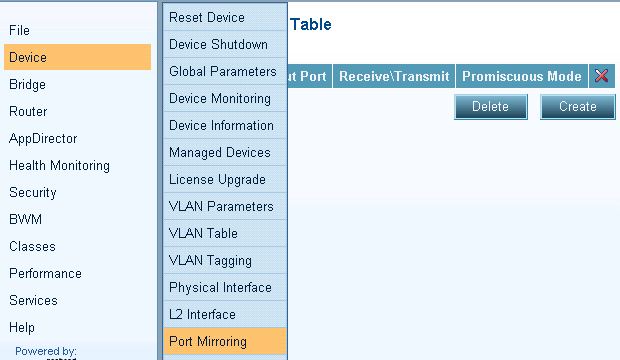 File
Device
Bridge
Router
AppDirector
Health Monitoring
Security
BWM
Classes
Performance
Services
Help
Powered by:
Reset Device
Device Shutdown
Global Parameters
Device Monitoring
Device Information
Managed Devices
License Upgrade
VLAN Parameters
VLAN Table
VLAN Tagging
Physical Interface
L2 Interface
Port Mirroring
Table
Port Receive\Transmit Promiscuous Mode
Delete Create